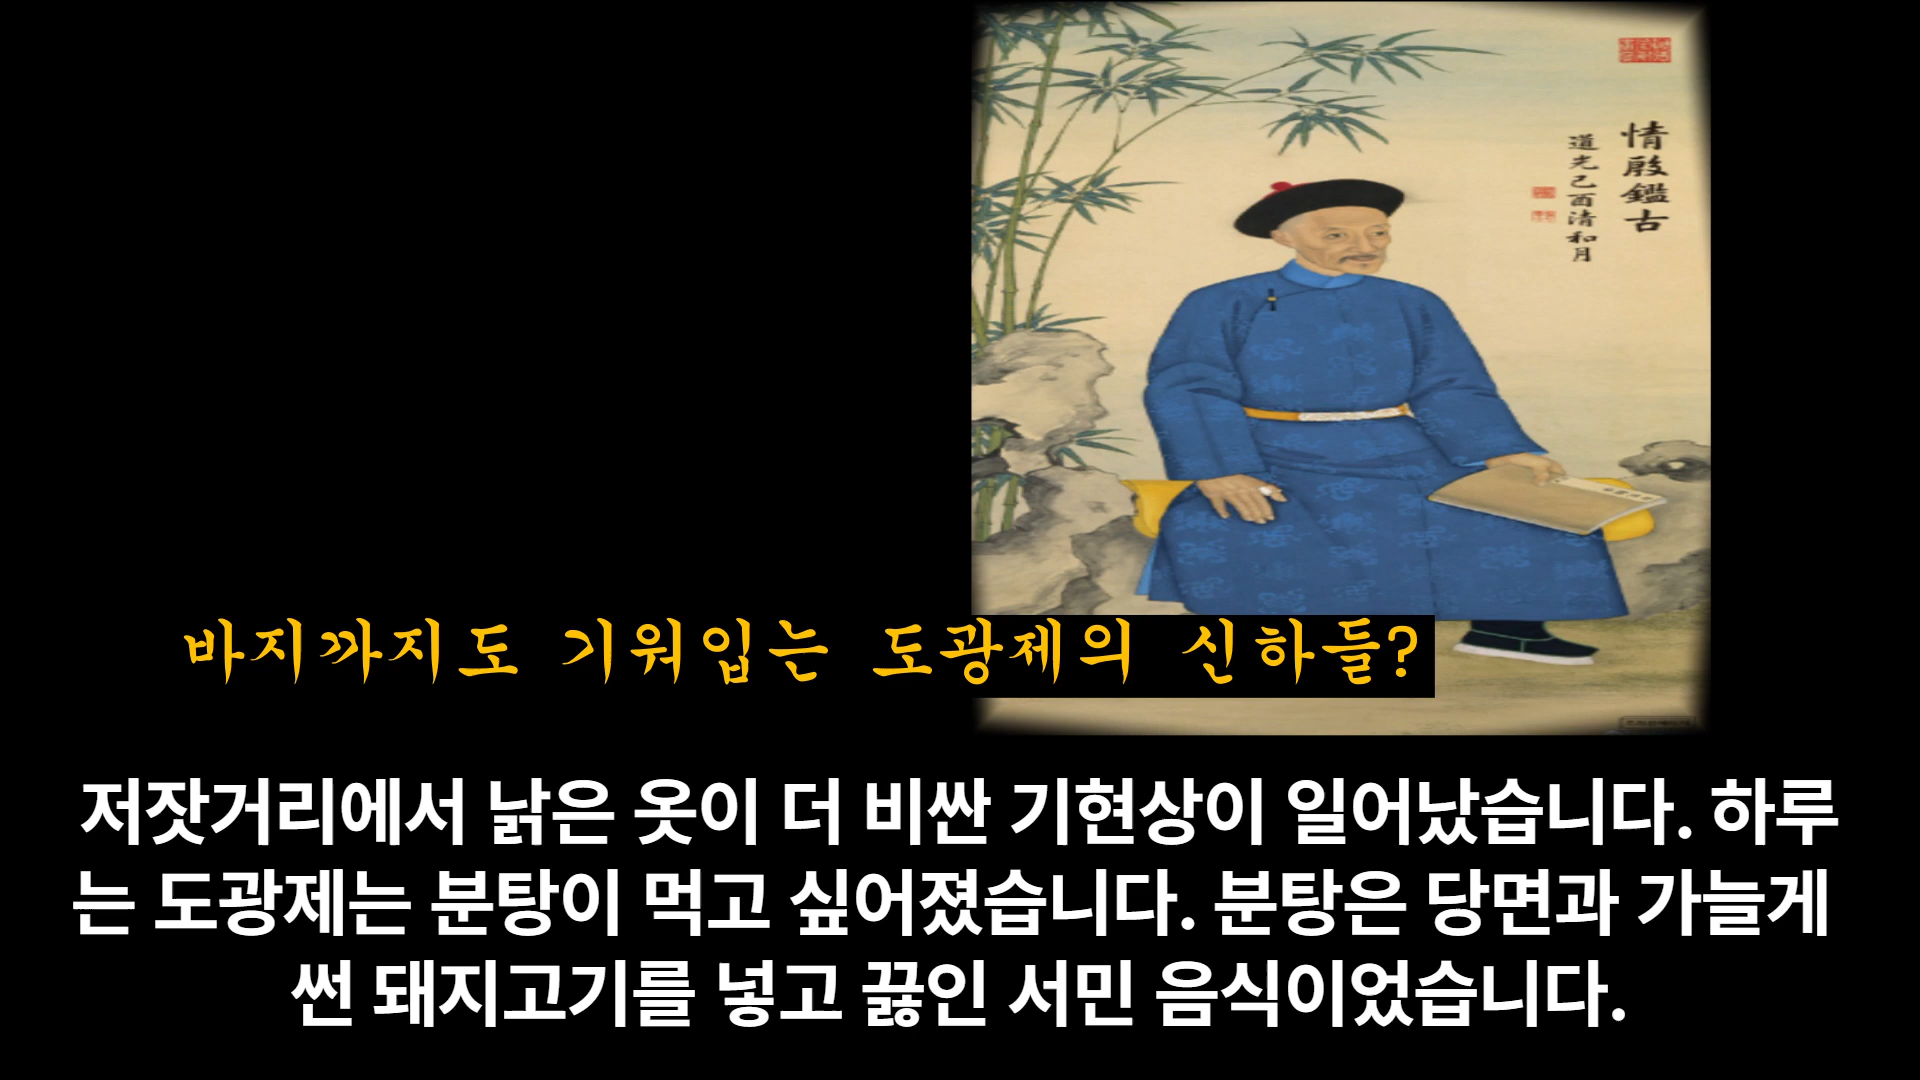 情殷鑑古
道光己酉清和月
바지까지도 기워입는 도광제의 신하들?
저잣거리에서 낡은 옷이 더 비싼 기현상이 일어났습니다. 하루
는 도광제는 분탕이 먹고 싶어졌습니다. 분탕은 당면과 가늘게
썬 돼지고기를 넣고 끓인 서민 음식이었습니다.